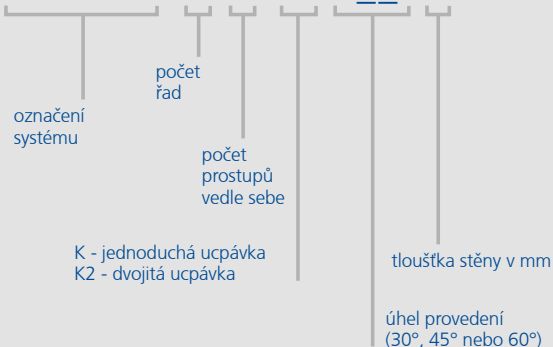 počet
řad
označení
systému
počet
prostupů
vedle sebe
K - jednoduchá ucpávka
K2 - dvojitá ucpávka
tloušťka stěny v mm
úhel provedení
(30°, 45° nebo 60°)